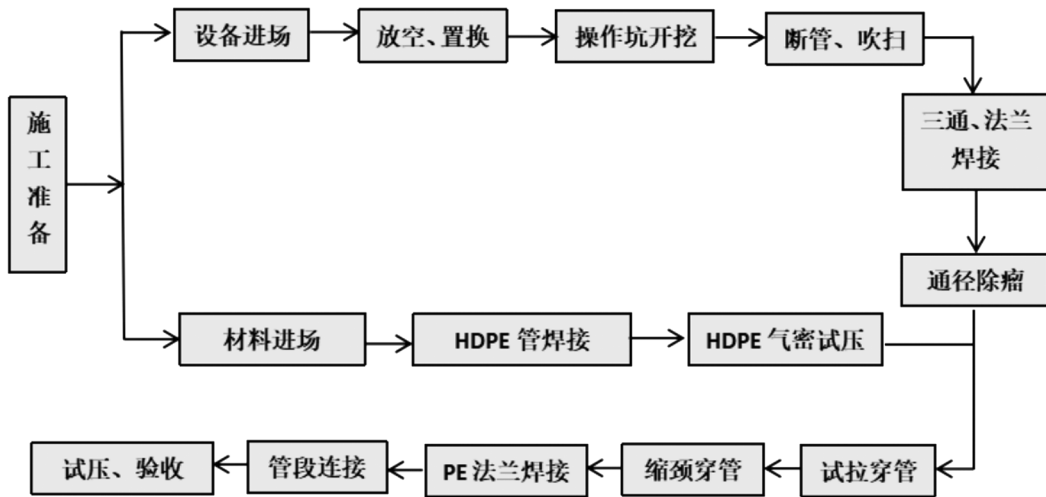 设备进场
放空、置换
操作坑开挖
断管、吹扫
施
工
准
备
三通、法兰
焊接
通径除瘤
材料进场
HDPE 管焊接
HDPE 气密试压
试压、验收
管段连接
PE 法兰焊接
缩颈穿管
试拉穿管